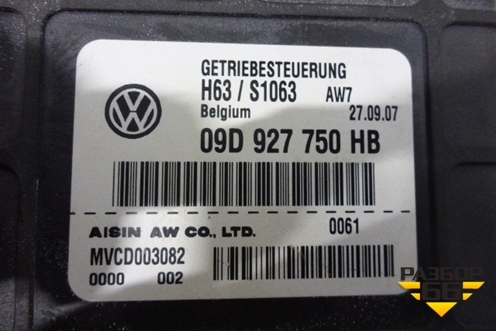 GETRIEBESTEUERUNG
H63 / S1063 AW7
Belgium 27.09.07
09D 927 750 HB
AISIN AW CO., LTD. 0061
MVCD003082
0000 002
РАЗБОР
66